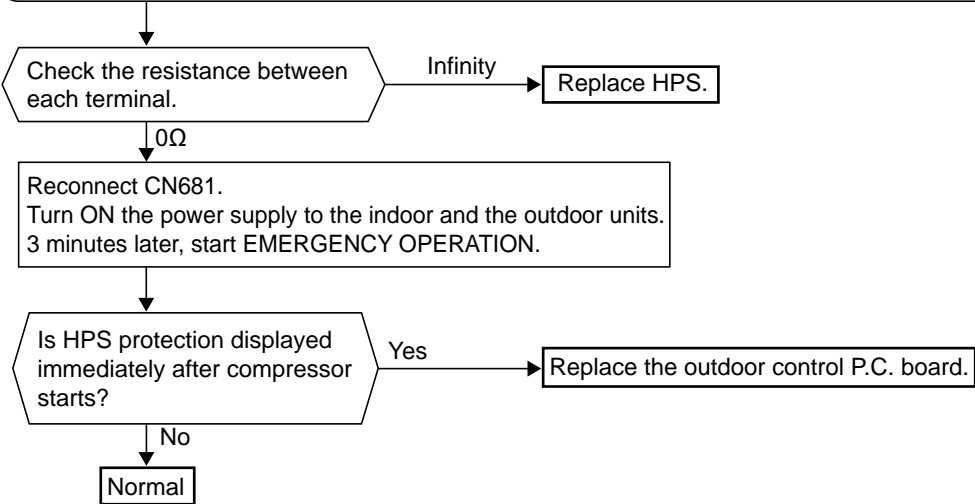 Check the resistance between
each terminal.
Infinity
Replace HPS.
0Ω
Reconnect CN681.
Turn ON the power supply to the indoor and the outdoor units.
3 minutes later, start EMERGENCY OPERATION.
Is HPS protection displayed
immediately after compressor
starts?
Yes
Replace the outdoor control P.C. board.
No
Normal